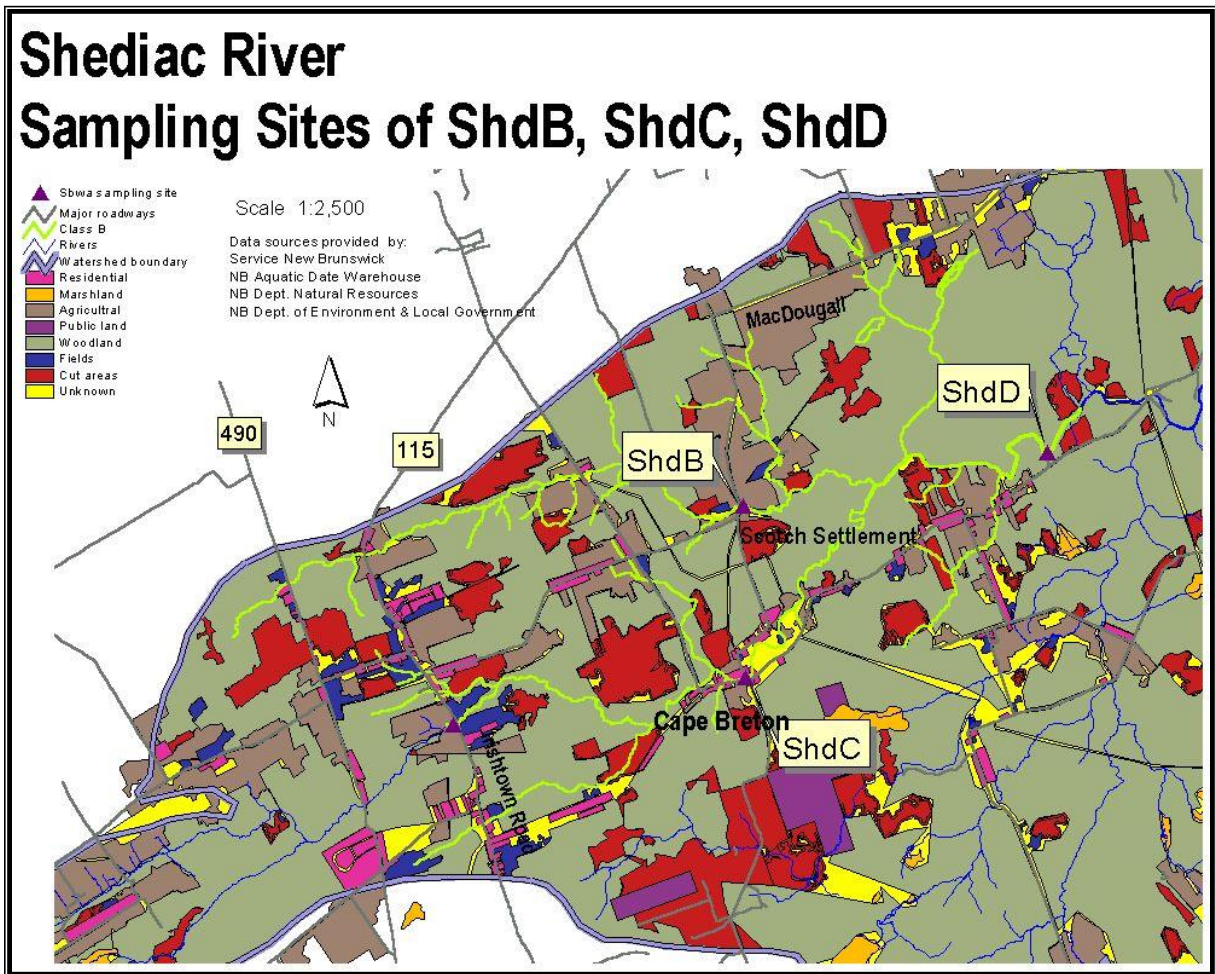 Shediac River
Sampling Sites of ShdB, ShdC, ShdD
Sbwa sampling site
Major roadways
Class B
Rivers
Watershed boundary
Residential
Marshland
Agricultral
Public land
Woodland
Fields
Cut areas
Unknown
Scale 1:2,500
Data sources provided by:
Service New Brunswick
NB Aquatic Date Warehouse
NB Dept. Natural Resources
NB Dept. of Environment & Local Government
N
MacDougall
ShdD
490
115
ShdB
Scotch Settlement
Cape Breton
ShdC
Irishtown Road